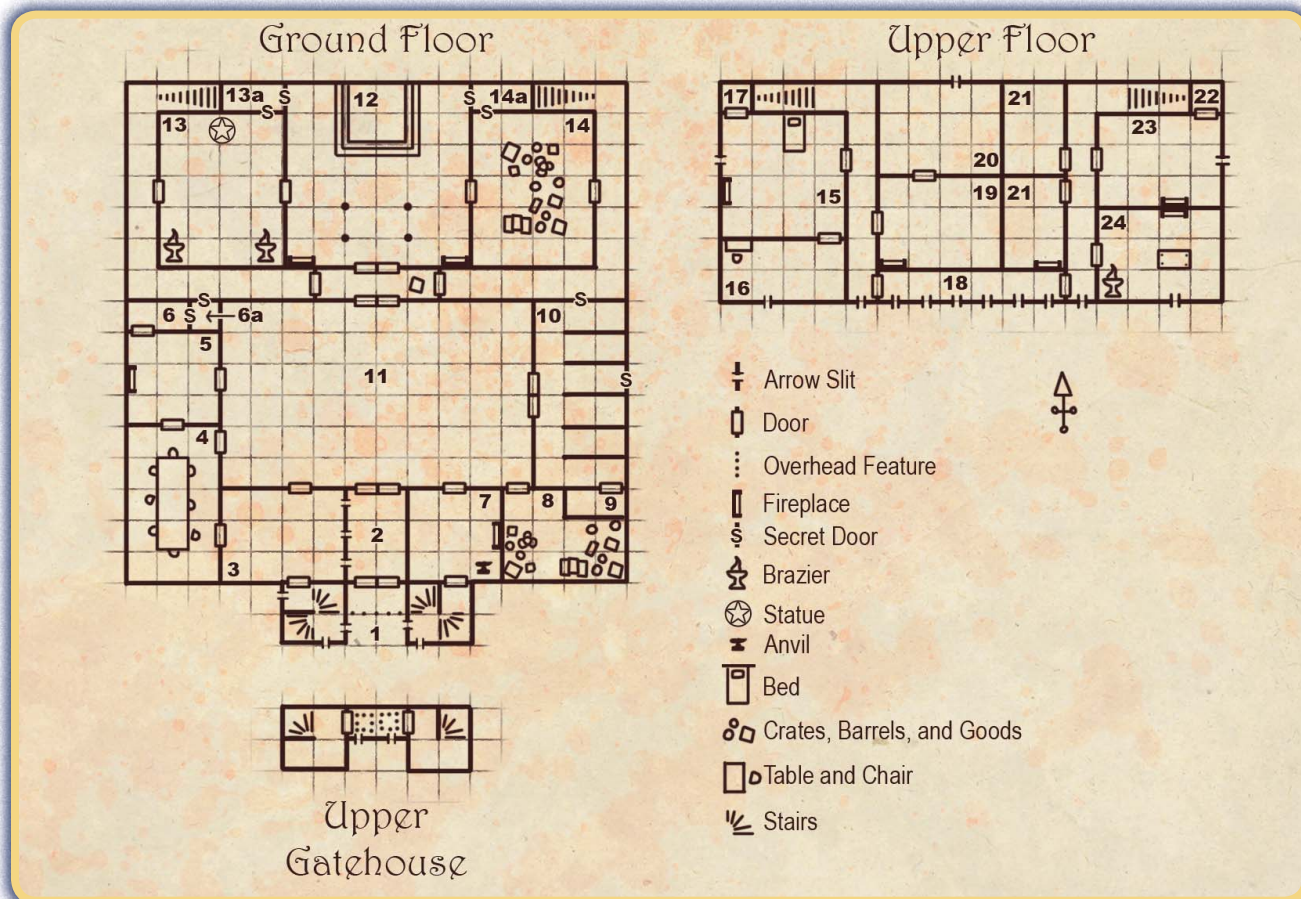 Ground Floor
Upper Floor
13a
S
12
S
14a
17
21
22
S
S
13
14
23
20
19
21
15
24
16
18
S
S
6
S
6a
10
5
11
S
4
7
8
9
2
3
1
Arrow Slit
Door
Overhead Feature
Fireplace
S
Secret Door
Brazier
Statue
Anvil
Bed
Crates, Barrels, and Goods
Table and Chair
Stairs
Upper
Gatehouse